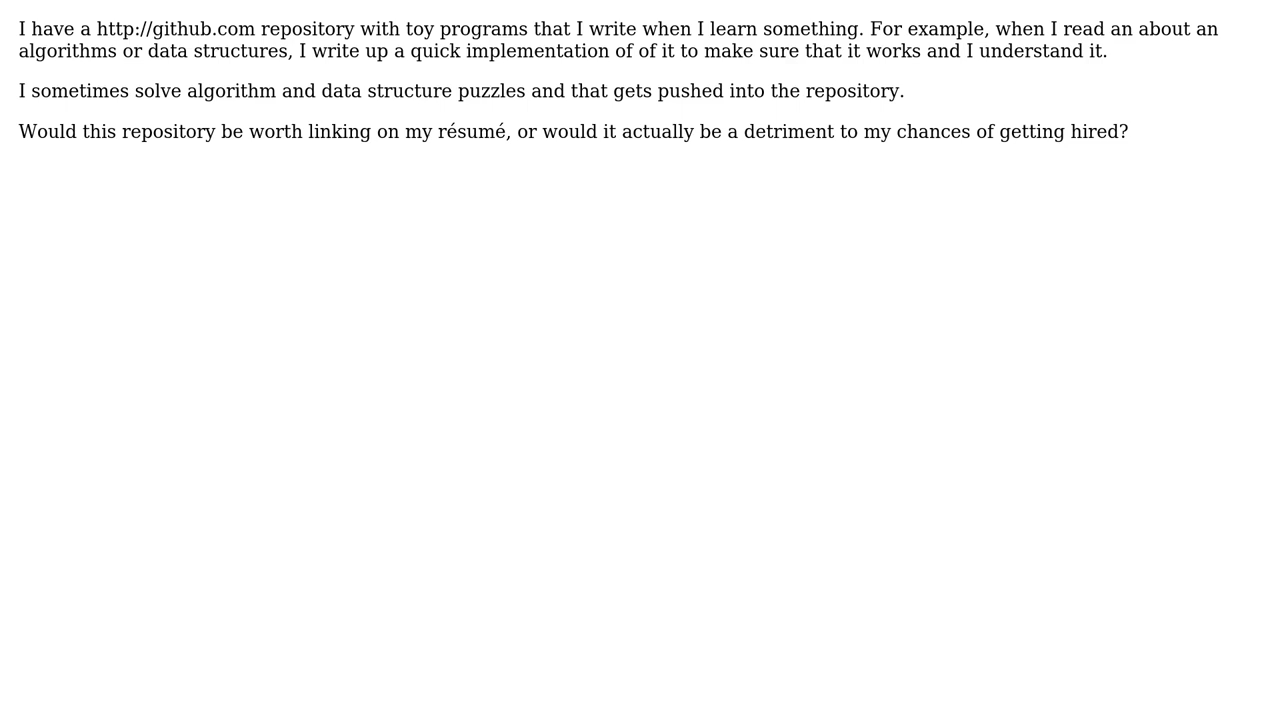 I have a http://github.com repository with toy programs that I write when I learn something. For example, when I read an about an
algorithms or data structures, I write up a quick implementation of of it to make sure that it works and I understand it.
I sometimes solve algorithm and data structure puzzles and that gets pushed into the repository.
Would this repository be worth linking on my résumé, or would it actually be a detriment to my chances of getting hired?